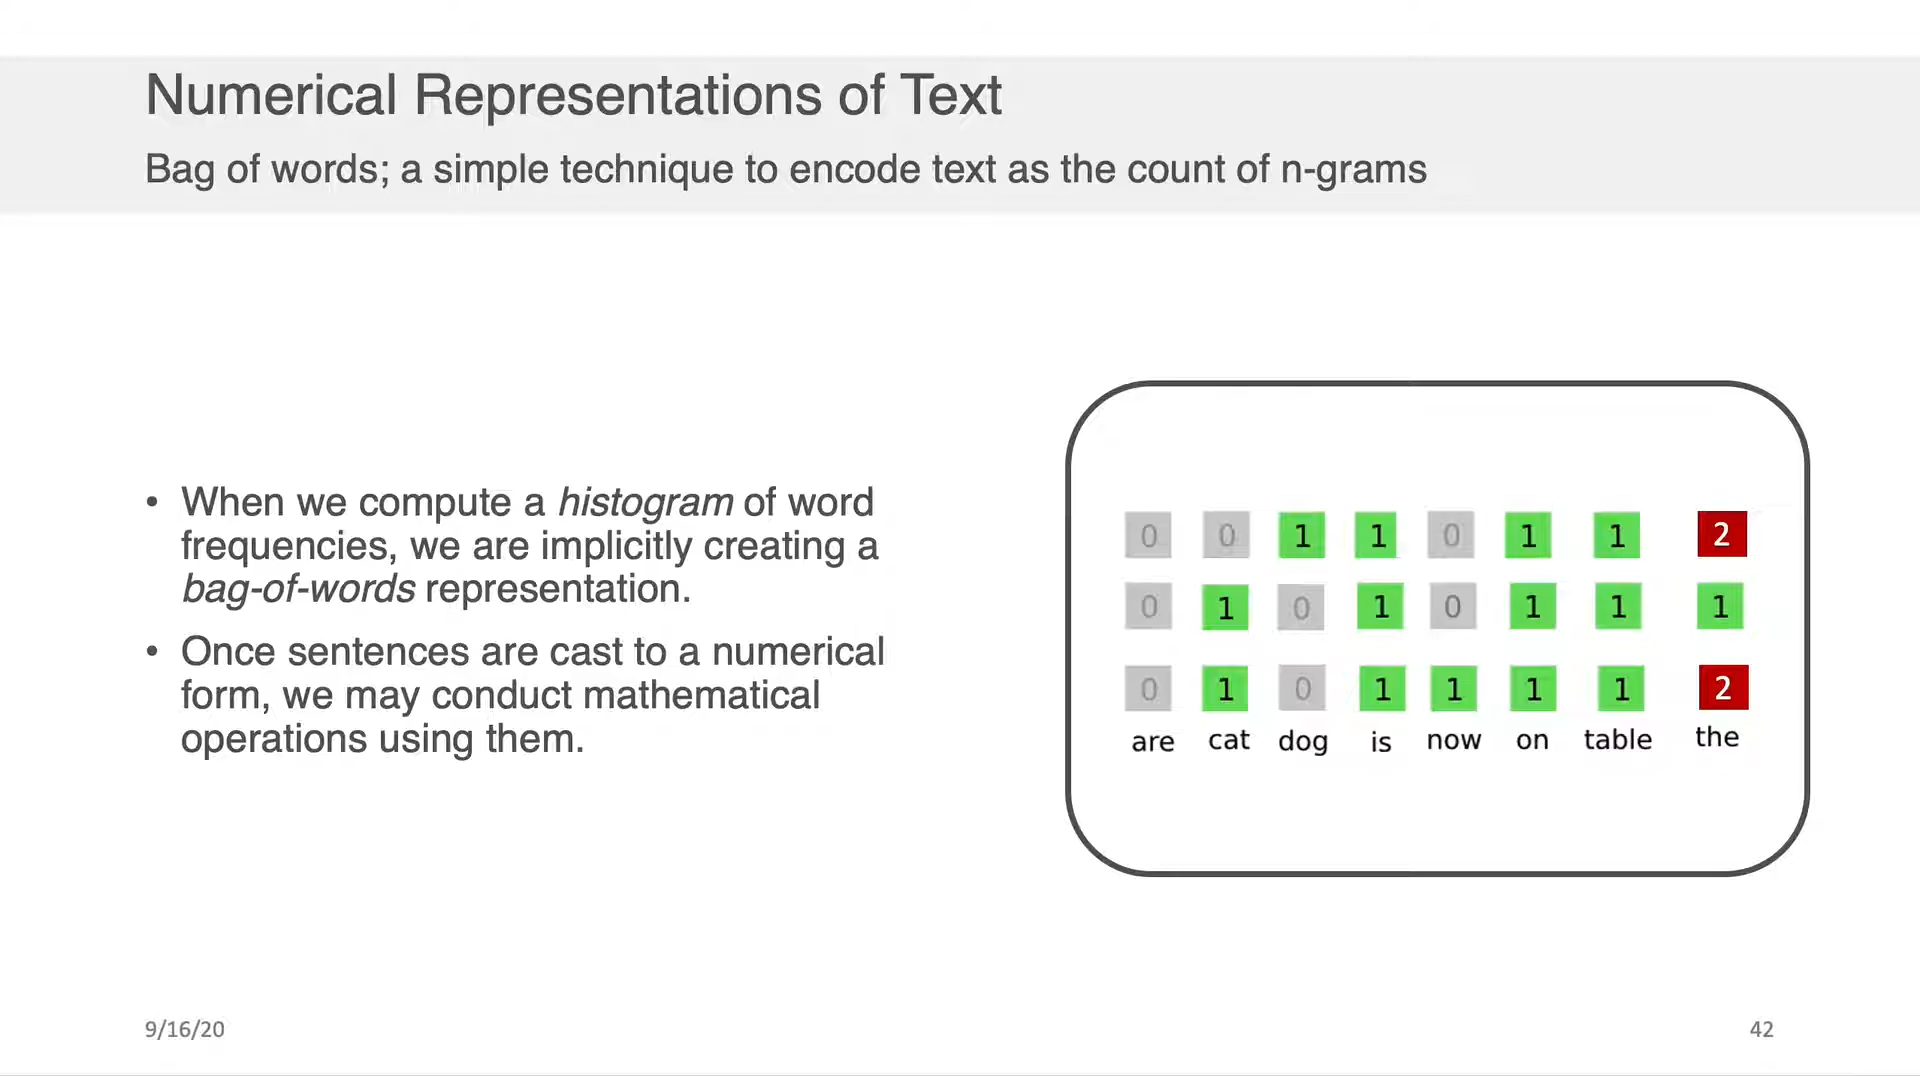 Numerical Representations of Text
Bag of words; a simple technique to encode text as the count of n-grams
• When we compute a histogram of word
frequencies, we are implicitly creating a
bag-of-words representation.
• Once sentences are cast to a numerical
form, we may conduct mathematical
operations using them.
0 0 1 1 0 1 1 2
0 1 0 1 0 1 1 1
0 1 0 1 1 1 1 2
are cat dog is now on table the
9/16/20
42